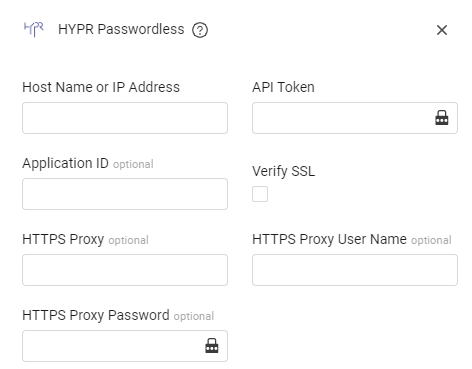 HYPR HYPR Passwordless ?
Host Name or IP Address
API Token
Application ID optional
Verify SSL
HTTPS Proxy optional
HTTPS Proxy User Name optional
HTTPS Proxy Password optional